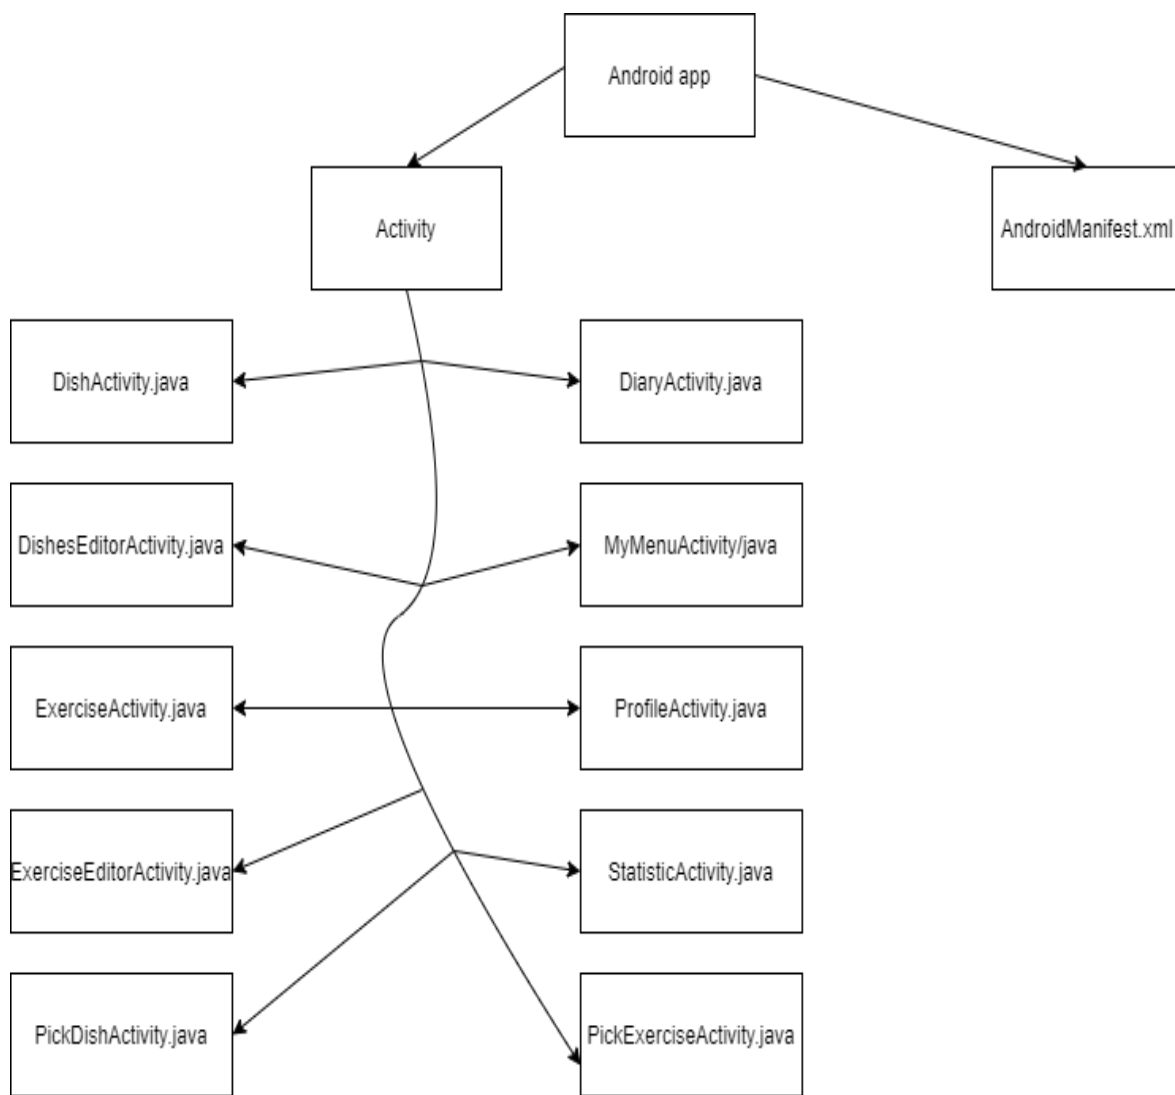 Android app
Activity
AndroidManifest.xml
DishActivity.java
DiaryActivity.java
DishesEditorActivity.java
MyMenuActivity/java
ExerciseActivity.java
ProfileActivity.java
ExerciseEditorActivity.java
StatisticActivity.java
PickDishActivity.java
PickExerciseActivity.java